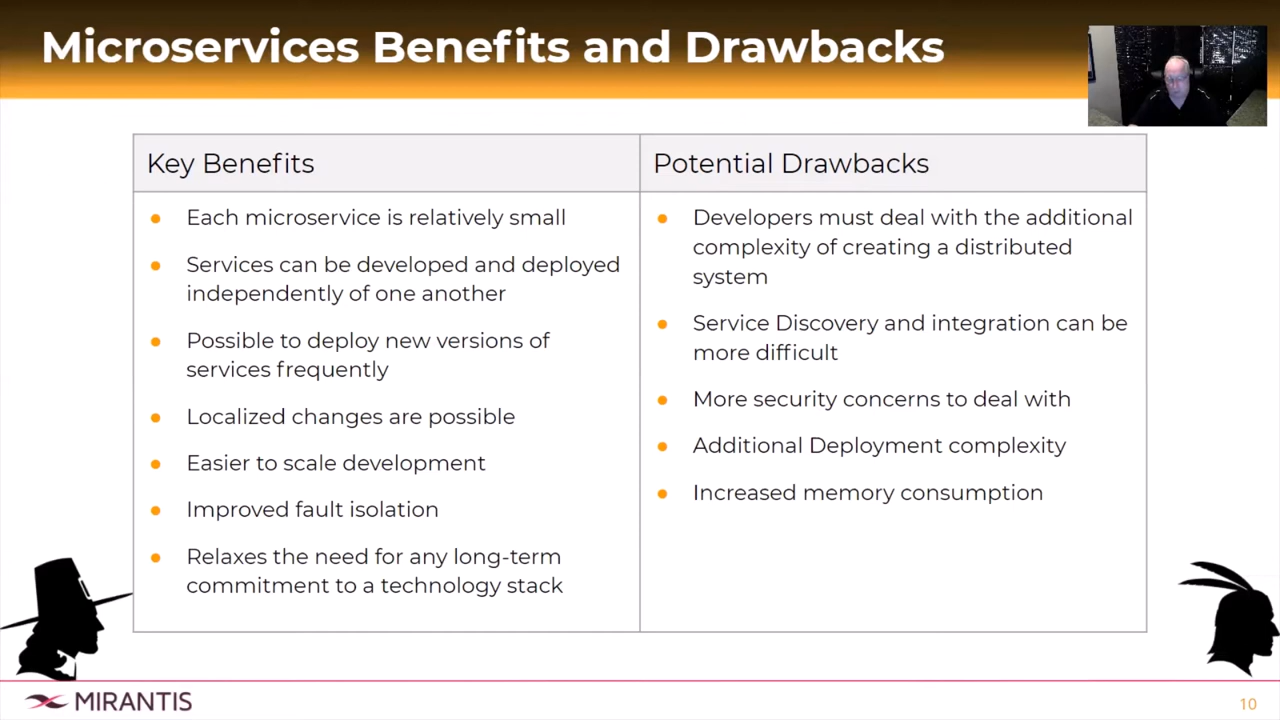 Microservices Benefits and Drawbacks
Key Benefits
Each microservice is relatively small
Services can be developed and deployed
independently of one another
Possible to deploy new versions of
services frequently
Localized changes are possible
Easier to scale development
Improved fault isolation
Relaxes the need for any long-term
commitment to a technology stack
Potential Drawbacks
Developers must deal with the additional
complexity of creating a distributed
system
Service Discovery and integration can be
more difficult
More security concerns to deal with
Additional Deployment complexity
Increased memory consumption
MIRANTIS
10